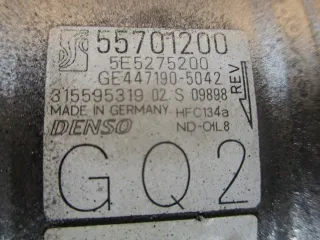 55701200
5E5275200
GE447190-5042
315595319 02 S 09898
REV
MADE IN GERMANY HFC134a
DENSO ND-OIL8
GQ2